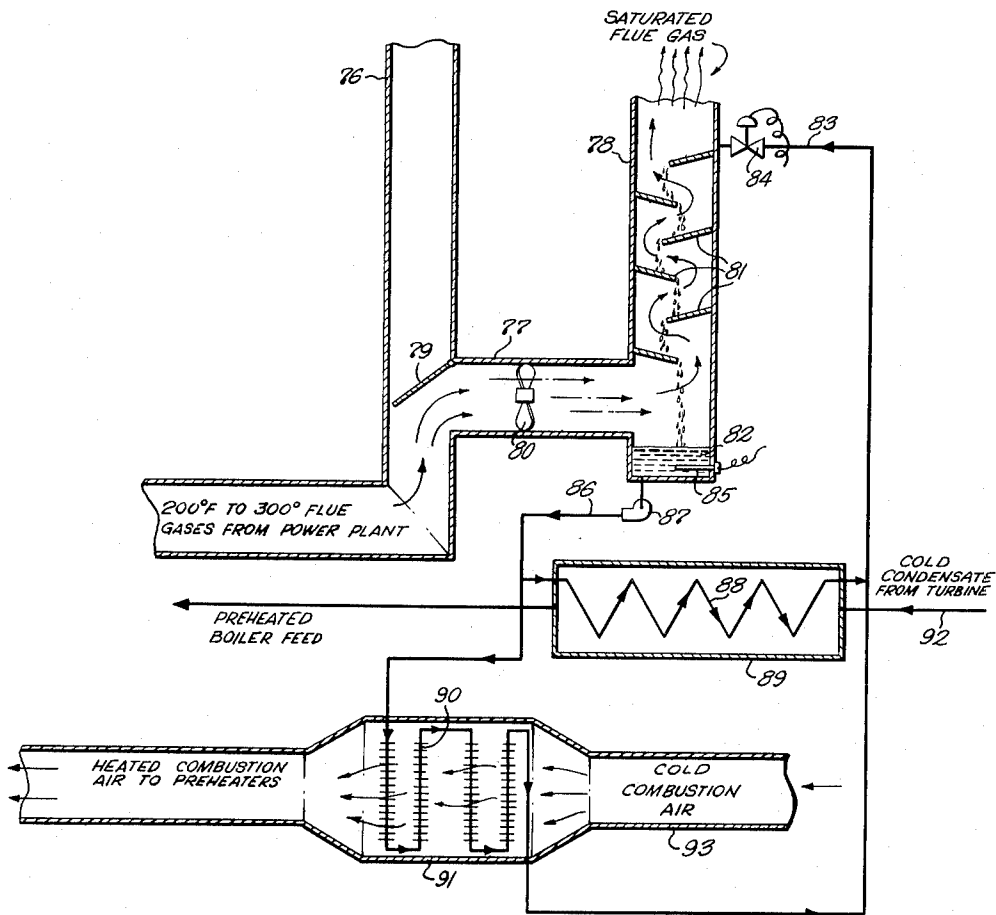 SATURATED
FLUE GAS
76
78
83
84
81
79
77
80
82
85
200°F TO 300° FLUE
GASES FROM POWER PLANT
86
87
COLD
CONDENSATE
FROM TURBINE
88
PREHEATED
BOILER FEED
92
89
90
HEATED COMBUSTION
AIR TO PREHEATERS
COLD
COMBUSTION
AIR
91
93